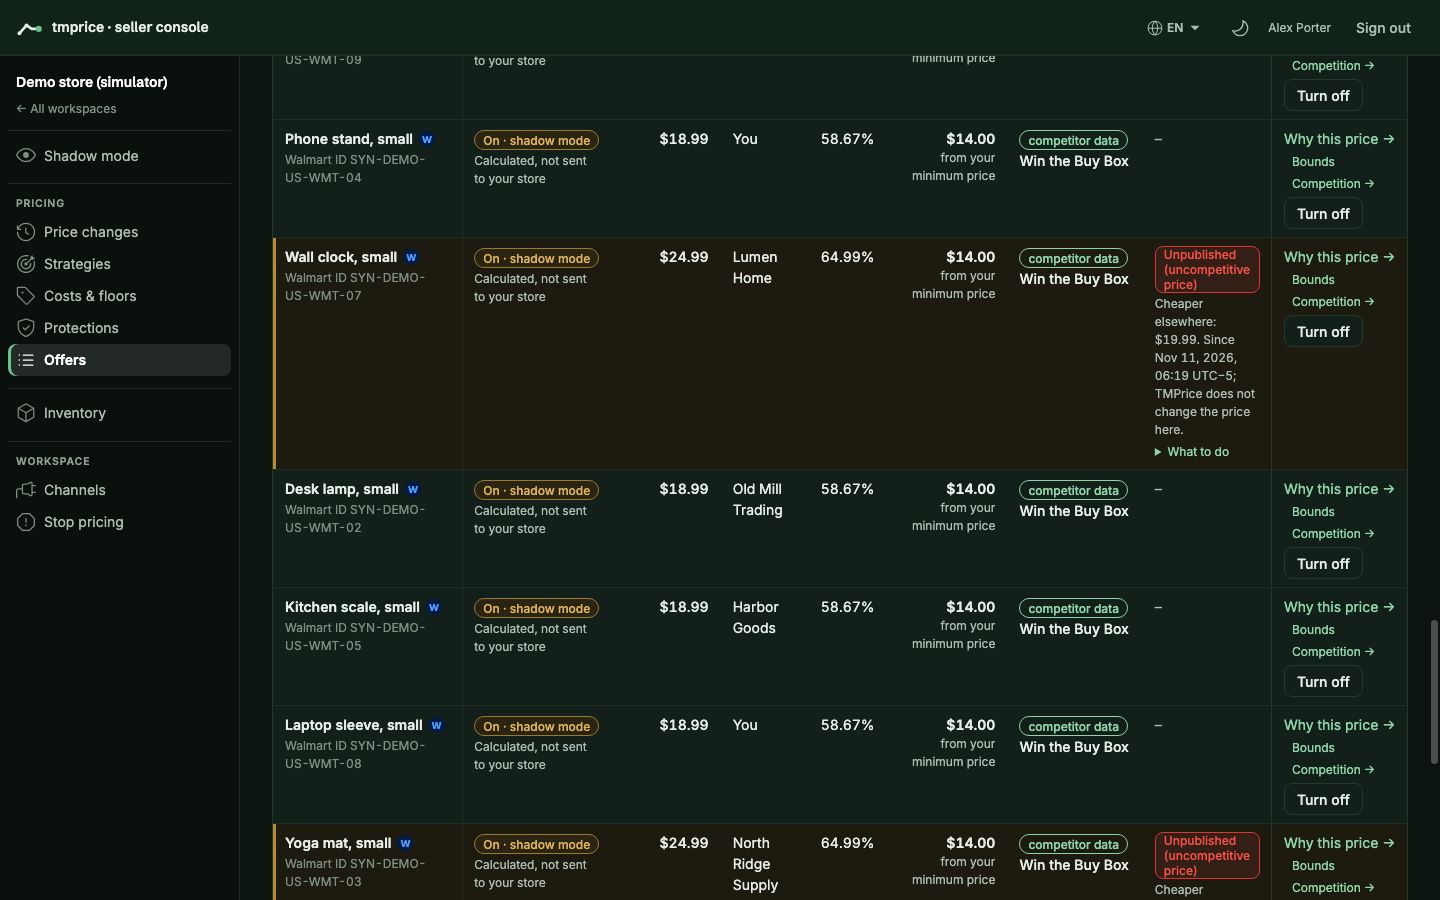 tmprice · seller console
EN
Alex Porter
Sign out
Demo store (simulator)
← All workspaces
Shadow mode
PRICING
Price changes
Strategies
Costs & floors
Protections
Offers
Inventory
WORKSPACE
Channels
Stop pricing
US-WMT-09
to your store
minimum price
Competition →
Turn off
Phone stand, small W
Walmart ID SYN-DEMO-
US-WMT-04
On · shadow mode
Calculated, not sent
to your store
$18.99
You
58.67%
$14.00
from your
minimum price
competitor data
Win the Buy Box
–
Why this price →
Bounds
Competition →
Turn off
Wall clock, small W
Walmart ID SYN-DEMO-
US-WMT-07
On · shadow mode
Calculated, not sent
to your store
$24.99
Lumen
Home
64.99%
$14.00
from your
minimum price
competitor data
Win the Buy Box
Unpublished
(uncompetitive
price)
Cheaper
elsewhere:
$19.99. Since
Nov 11, 2026,
06:19 UTC−5;
TMPrice does not
change the price
here.
▶ What to do
Why this price →
Bounds
Competition →
Turn off
Desk lamp, small W
Walmart ID SYN-DEMO-
US-WMT-02
On · shadow mode
Calculated, not sent
to your store
$18.99
Old Mill
Trading
58.67%
$14.00
from your
minimum price
competitor data
Win the Buy Box
–
Why this price →
Bounds
Competition →
Turn off
Kitchen scale, small W
Walmart ID SYN-DEMO-
US-WMT-05
On · shadow mode
Calculated, not sent
to your store
$18.99
Harbor
Goods
58.67%
$14.00
from your
minimum price
competitor data
Win the Buy Box
–
Why this price →
Bounds
Competition →
Turn off
Laptop sleeve, small W
Walmart ID SYN-DEMO-
US-WMT-08
On · shadow mode
Calculated, not sent
to your store
$18.99
You
58.67%
$14.00
from your
minimum price
competitor data
Win the Buy Box
–
Why this price →
Bounds
Competition →
Turn off
Yoga mat, small W
Walmart ID SYN-DEMO-
US-WMT-03
On · shadow mode
Calculated, not sent
to your store
$24.99
North
Ridge
Supply
64.99%
$14.00
from your
minimum price
competitor data
Win the Buy Box
Unpublished
(uncompetitive
price)
Cheaper
Why this price →
Bounds
Competition →